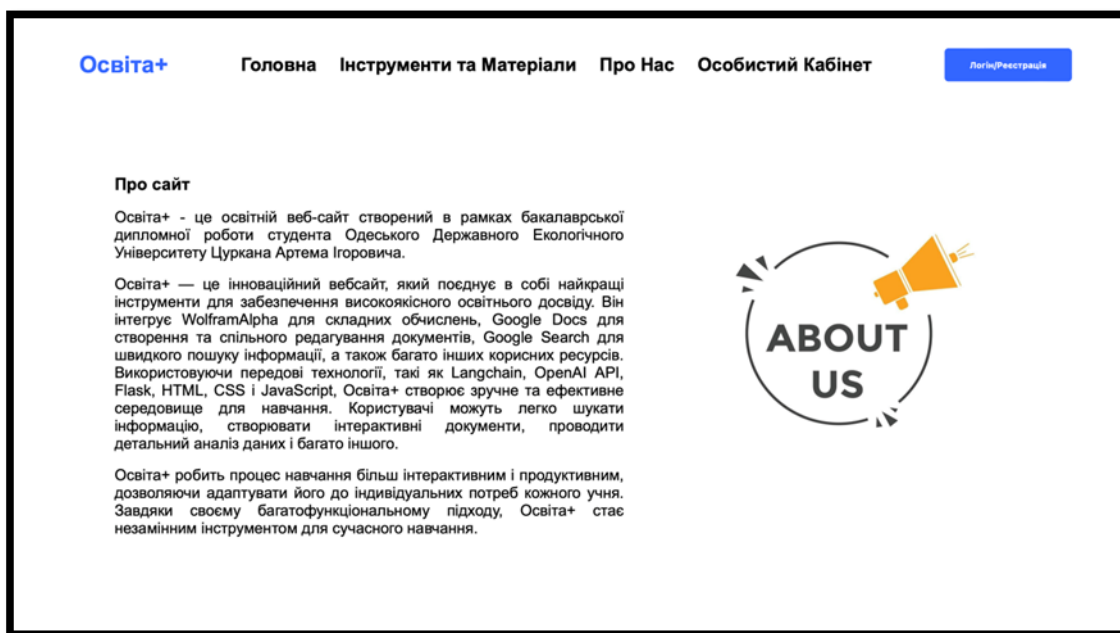 Освіта+
Головна Інструменти та Матеріали Про Нас Особистий Кабінет
Логін/Реєстрація
Про сайт
Освіта+ - це освітній веб-сайт створений в рамках бакалаврської
дипломної роботи студента Одеського Державного Екологічного
Університету Цуркана Артема Ігоровича.
Освіта+ — це інноваційний вебсайт, який поєднує в собі найкращі
інструменти для забезпечення високоякісного освітнього досвіду. Він
інтегрує WolframAlpha для складних обчислень, Google Docs для
створення та спільного редагування документів, Google Search для
швидкого пошуку інформації, а також багато інших корисних ресурсів.
Використовуючи передові технології, такі як Langchain, OpenAI API,
Flask, HTML, CSS і JavaScript, Освіта+ створює зручне та ефективне
середовище для навчання. Користувачі можуть легко шукати
інформацію, створювати інтерактивні документи, проводити
детальний аналіз даних і багато іншого.
Освіта+ робить процес навчання більш інтерактивним і продуктивним,
дозволяючи адаптувати його до індивідуальних потреб кожного учня.
Завдяки своєму багатофункціональному підходу, Освіта+ стає
незамінним інструментом для сучасного навчання.
ABOUT
US